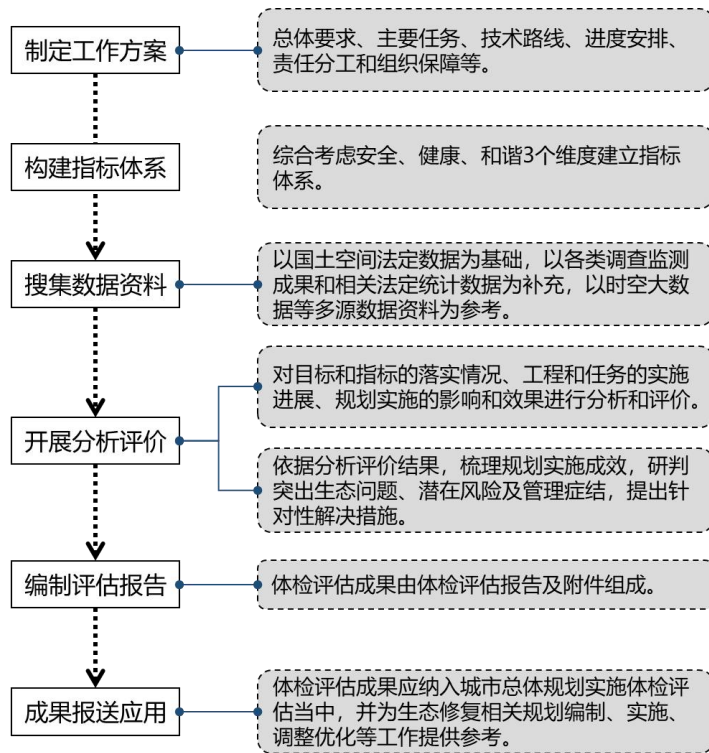 制定工作方案
总体要求、主要任务、技术路线、进度安排、
责任分工和组织保障等。
构建指标体系
综合考虑安全、健康、和谐3个维度建立指标
体系。
搜集数据资料
以国土空间法定数据为基础，以各类调查监测
成果和相关法定统计数据为补充，以时空大数
据等多源数据资料为参考。
对目标和指标的落实情况、工程和任务的实施
进展、规划实施的影响和效果进行分析和评价。
开展分析评价
依据分析评价结果，梳理规划实施成效，研判
突出生态问题、潜在风险及管理症结，提出针
对性解决措施。
编制评估报告
体检评估成果由体检评估报告及附件组成。
成果报送应用
体检评估成果应纳入城市总体规划实施体检评
估当中，并为生态修复相关规划编制、实施、
调整优化等工作提供参考。